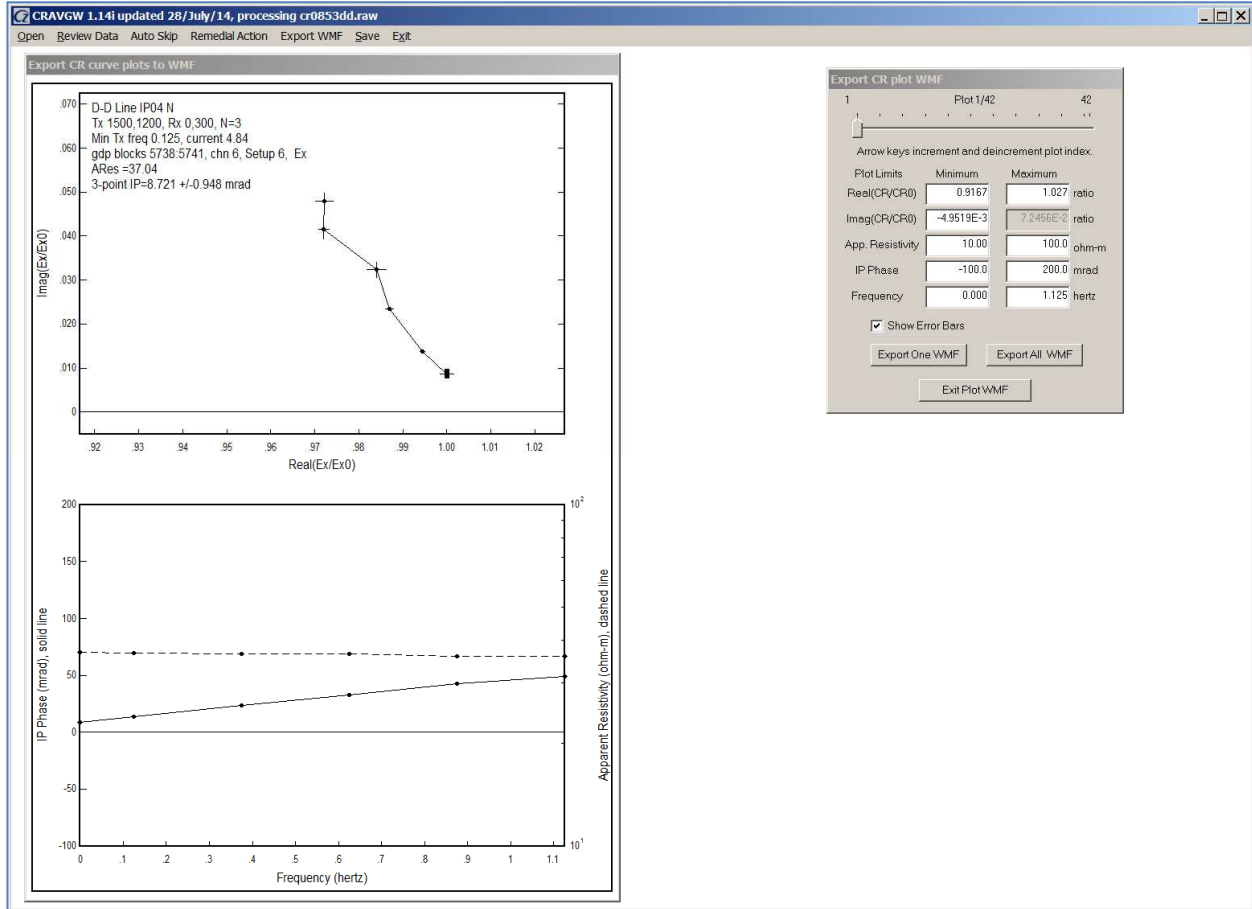 CRAVGW 1.14i updated 28/July/14, processing cr0853dd.raw
Open Review Data Auto Skip Remedial Action Export WMF Save Exit
Export CR curve plots to WMF
D-D Line IP04 N
Tx 1500,1200, Rx 0,300, N=3
Min Tx freq 0.125, current 4.84
gdp blocks 5738:5741, chn 6, Setup 6, Ex
ARes =37.04
3-point IP=8.721 +/-0.948 mrad
.070
.060
.050
.040
.030
.020
.010
0
Imag(Ex/Ex0)
.92 .93 .94 .95 .96 .97 .98 .99 1.00 1.01 1.02
Real(Ex/Ex0)
200
150
100
50
0
-50
-100
IP Phase (mrad), solid line
10²
10¹
Apparent Resistivity (ohm-m), dashed line
0 .1 .2 .3 .4 .5 .6 .7 .8 .9 1 1.1
Frequency (hertz)
Export CR plot WMF
1 Plot 1/42 42
Arrow keys increment and deincrement plot index.
Plot Limits Minimum Maximum
Real(CR/CR0) 0.9167 1.027 ratio
Imag(CR/CR0) -4.9519E-3 7.2456E-2 ratio
App. Resistivity 10.00 100.0 ohm-m
IP Phase -100.0 200.0 mrad
Frequency 0.000 1.125 hertz
Show Error Bars
Export One WMF Export All WMF
Exit Plot WMF